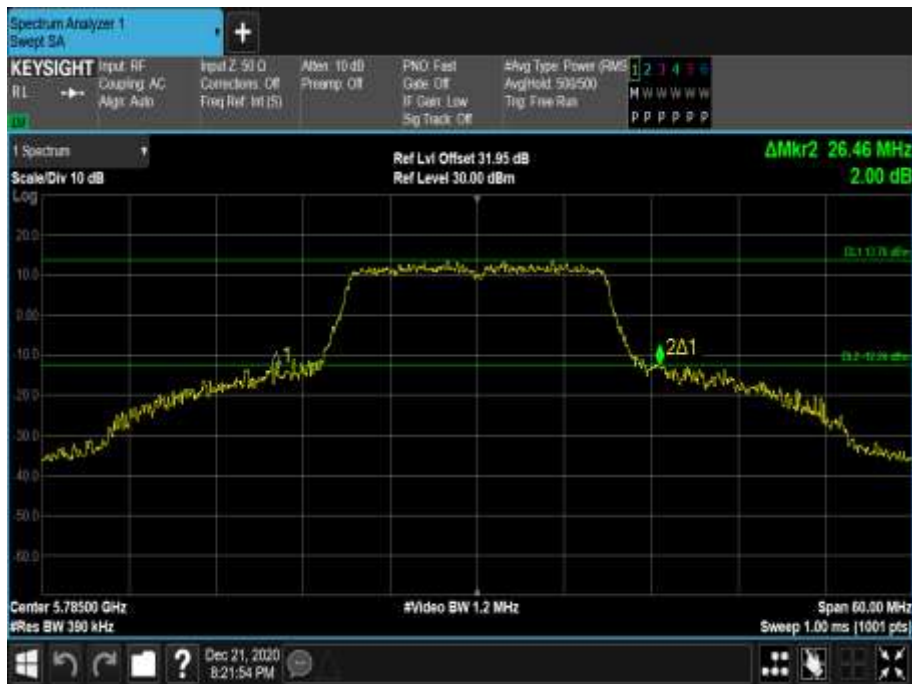 Spectrum Analyzer 1
Swept SA
+
KEYSIGHT Input: RF Input Z: 50 Ω Atten: 10 dB PNO: Fast #Avg Type: Power (RMS 1 2 3 4 5 6
RL Coupling: AC Corrections: Off Preamp: Off Gate: Off Avg|Hold: 500/500 M W W W W W
Align: Auto Freq Ref: Int (S) IF Gain: Low Trig: Free Run
Sig Track: Off P P P P P P
1 Spectrum Ref Lvl Offset 31.95 dB ΔMkr2 26.46 MHz
Scale/Div 10 dB Ref Level 30.00 dBm 2.00 dB
Log
20.0
10.0
0.00
-10.0
1
2Δ1
-20.0
-30.0
-40.0
-50.0
-60.0
Center 5.78500 GHz #Video BW 1.2 MHz Span 60.00 MHz
#Res BW 390 kHz Sweep 1.00 ms (1001 pts)
? Dec 21, 2020
8:21:54 PM